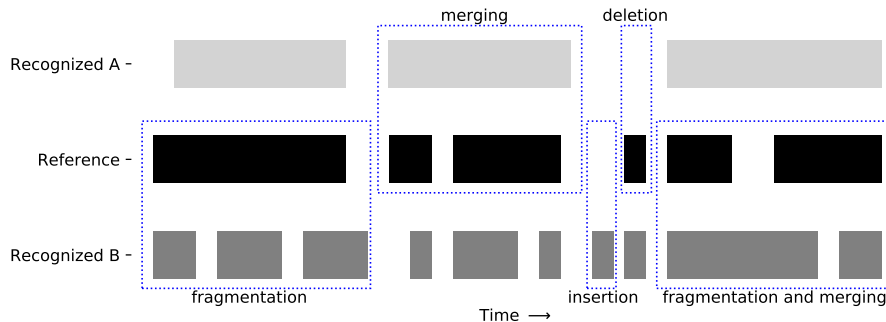 merging
deletion
Recognized A
Reference
Recognized B
fragmentation
insertion
fragmentation and merging
Time →